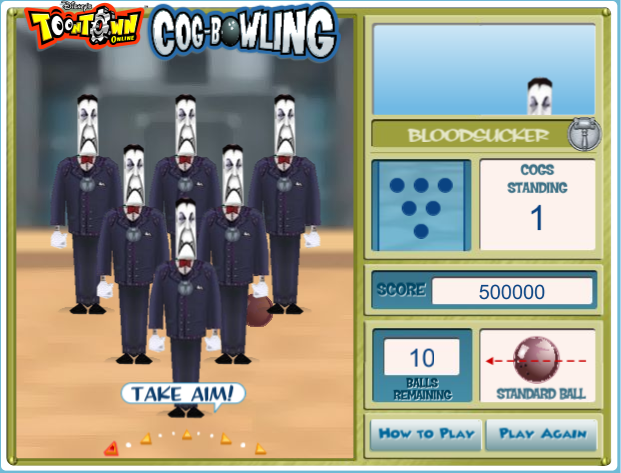 Disney's
TOONTOWN
ONLINE
COG-BOWLING
BLOODSUCKER
COGS
STANDING
1
SCORE
500000
10
BALLS
REMAINING
STANDARD BALL
TAKE AIM!
HOW TO PLAY
PLAY AGAIN